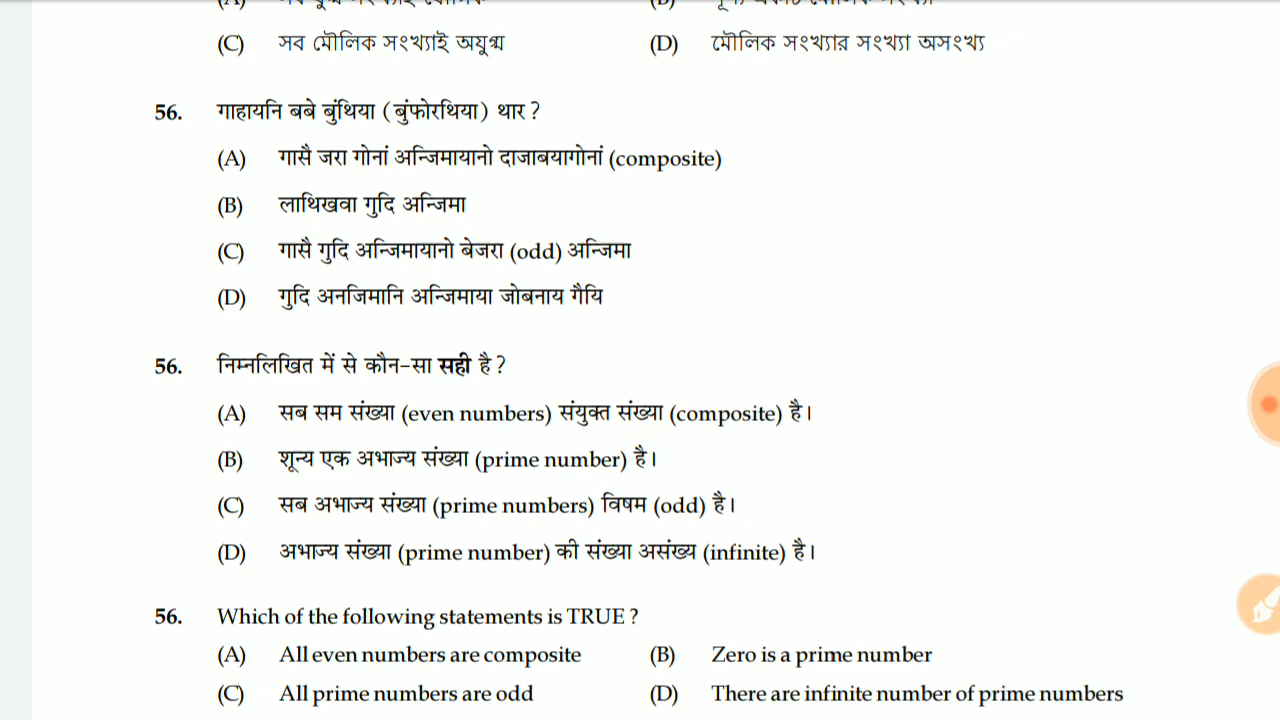 (C) সব মৌলিক সংখ্যাই অযুগ্ম (D) মৌলিক সংখ্যার সংখ্যা অসংখ্য
56. गाहायनि बबे बुंथिया (बुंफोरथिया) थार ?
(A) गासै जरा गोनां अन्जिमायानो दाजाबयागोनां (composite)
(B) लाथिखवा गुदि अन्जिमा
(C) गासै गुदि अन्जिमायानो बेजरा (odd) अन्जिमा
(D) गुदि अनजिमानि अन्जिमाया जोबनाय गैयि
56. निम्नलिखित में से कौन-सा सही है ?
(A) सब सम संख्या (even numbers) संयुक्त संख्या (composite) है।
(B) शून्य एक अभाज्य संख्या (prime number) है।
(C) सब अभाज्य संख्या (prime numbers) विषम (odd) है।
(D) अभाज्य संख्या (prime number) की संख्या असंख्य (infinite) है।
56. Which of the following statements is TRUE ?
(A) All even numbers are composite (B) Zero is a prime number
(C) All prime numbers are odd (D) There are infinite number of prime numbers